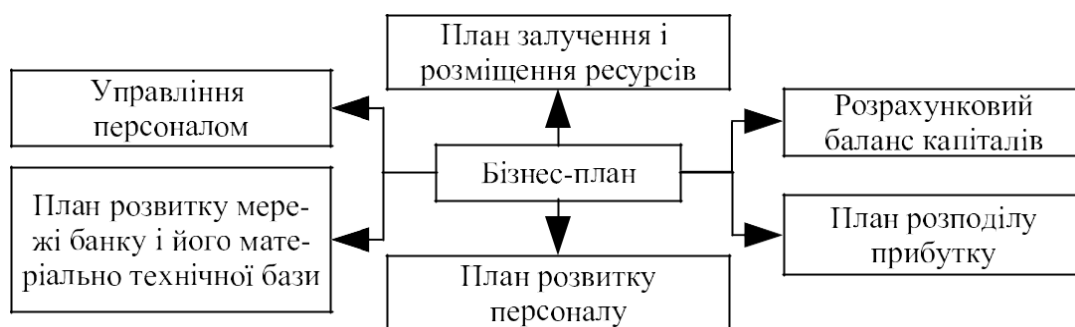 План залучення і
розміщення ресурсів
Управління
персоналом
Розрахунковий
баланс капіталів
Бізнес-план
План розвитку мере-
жі банку і його мате-
ріально технічної бази
План розподілу
прибутку
План розвитку
персоналу